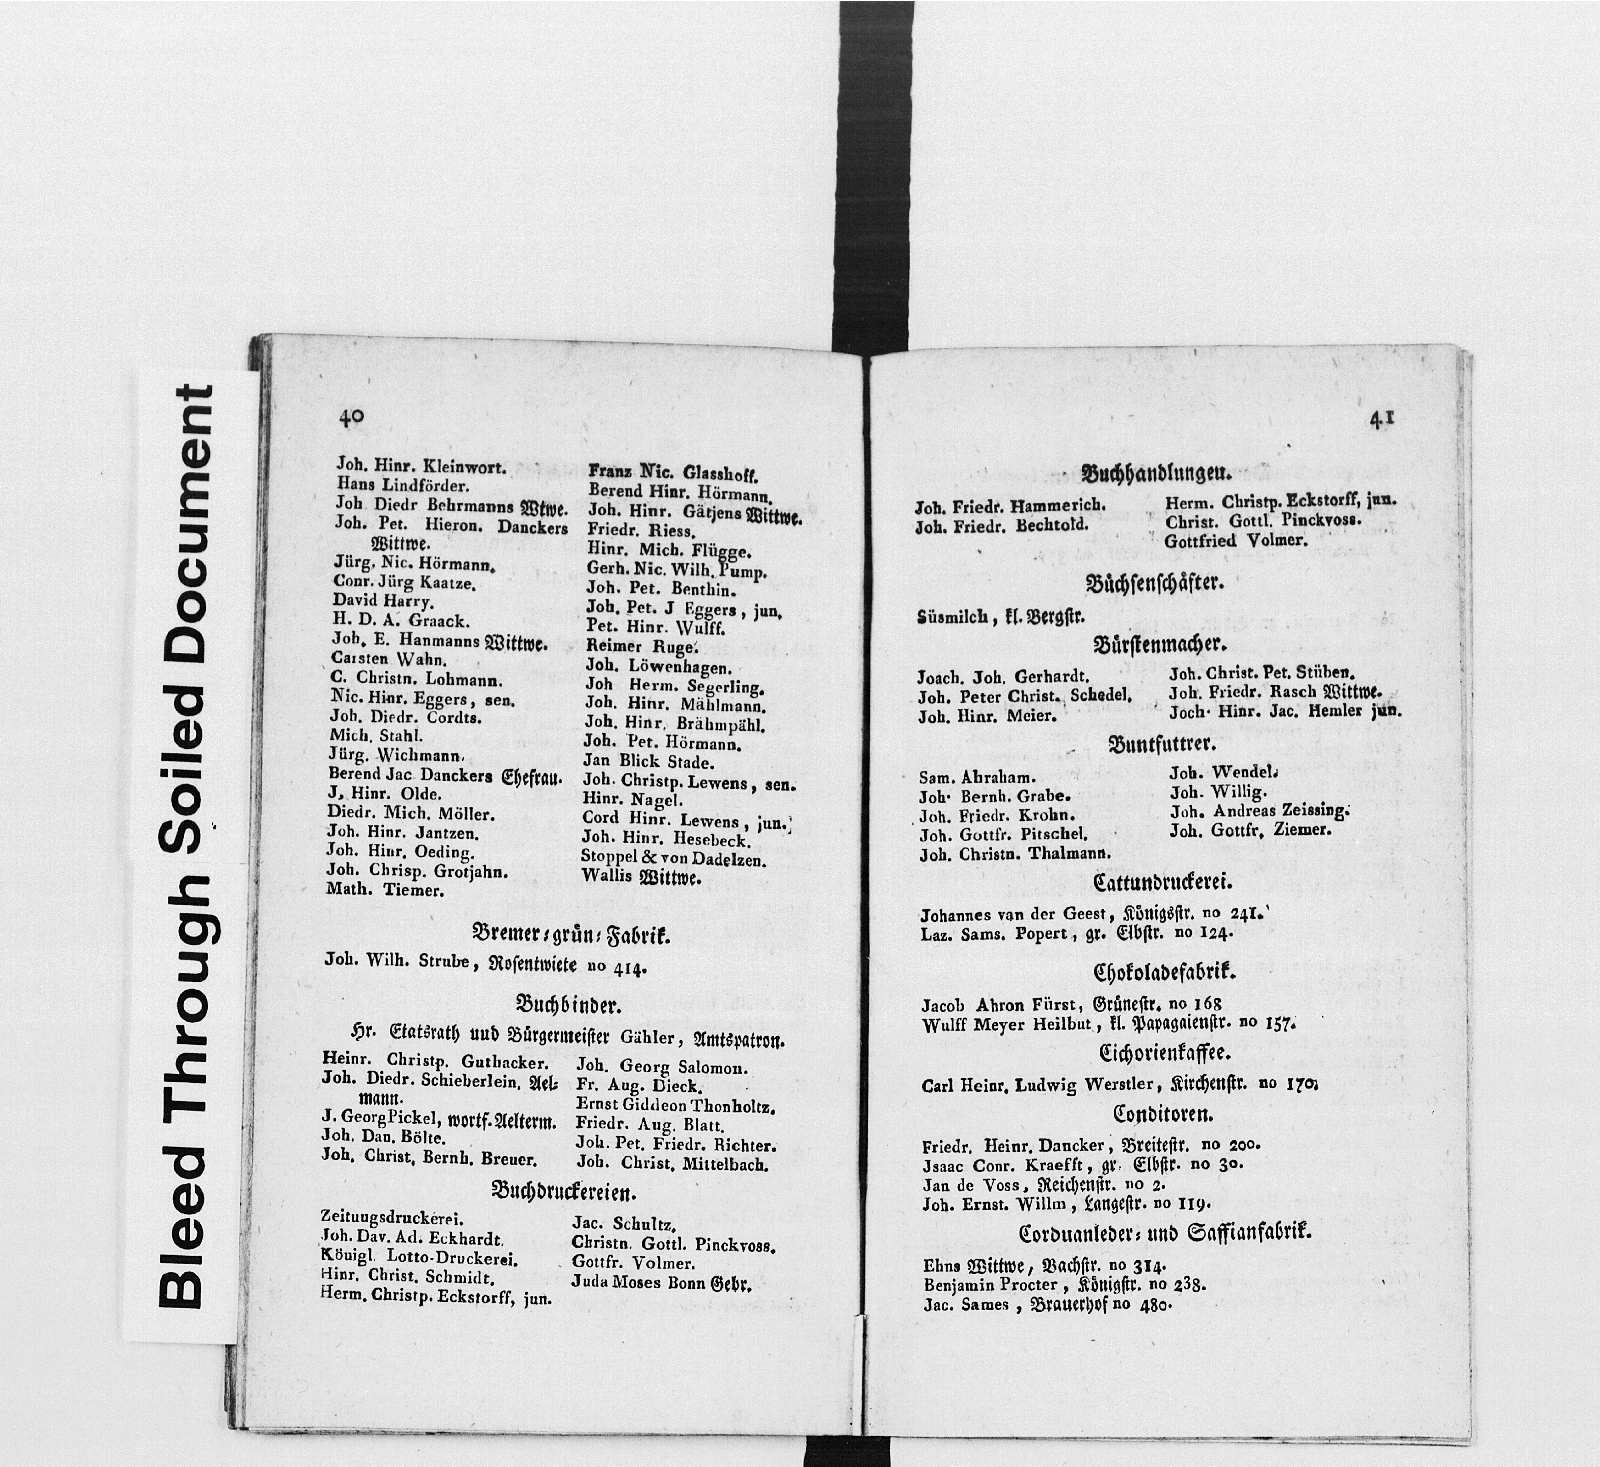 Bleed Through Soiled Document
40
Joh. Hinr. Kleinwort.
Hans Lindförder.
Joh Diedr Behrmanns Wtwe.
Joh. Pet. Hieron. Danckers
Wittwe.
Jürg. Nic. Hörmann.
Conr. Jürg Kaatze.
David Harry.
H. D. A. Graack.
Joh. E. Hanmanns Wittwe.
Carsten Wahn.
C. Christn. Lohmann.
Nic. Hinr. Eggers, sen.
Joh. Diedr. Cordts.
Mich. Stahl.
Jürg. Wichmann.
Berend Jac Danckers Ehefrau.
J. Hinr. Olde.
Diedr. Mich. Möller.
Joh. Hinr. Jantzen.
Joh. Hinr. Oeding.
Joh. Chrisp. Grotjahn.
Math. Tiemer.
Franz Nic. Glasshoff.
Berend Hinr. Hörmann.
Joh. Hinr. Gätjens Wittwe.
Friedr. Riess.
Hinr. Mich. Flügge.
Gerh. Nic. Wilh. Pump.
Joh. Pet. Benthin.
Joh. Pet. J Eggers, jun.
Pet. Hinr. Wulff.
Reimer Ruge.
Joh. Löwenhagen.
Joh Herm. Segerling.
Joh. Hinr. Mählmann.
Joh. Hinr. Brähmpähl.
Joh. Pet. Hörmann.
Jan Blick Stade.
Joh. Christp. Lewens, sen.
Hinr. Nagel.
Cord Hinr. Lewens, jun.
Joh. Hinr. Hesebeck.
Stoppel & von Dadelzen.
Wallis Wittwe.
Bremer-grün-Fabrik.
Joh. Wilh. Strube, Rosentwiete no 414.
Buchbinder.
Hr. Etatsrath uud Bürgermeister Gähler, Amtspatron.
Heinr. Christp. Guthacker.
Joh. Diedr. Schieberlein, Ael-
mann.
J. Georg Pickel, wortf. Aelterm.
Joh. Dan. Bölte.
Joh. Christ. Bernh. Breuer.
Joh. Georg Salomon.
Fr. Aug. Dieck.
Ernst Giddeon Thonholtz.
Friedr. Aug. Blatt.
Joh. Pet. Friedr. Richter.
Joh. Christ. Mittelbach.
Buchdruckereien.
Zeituugsdruckerei.
Joh. Dav. Ad. Eckhardt.
Köuigl Lotto-Druckerei.
Hinr. Christ. Schmidt.
Herm. Christp. Eckstorff, jun.
Jac. Schultz.
Christn. Gottl. Pinckvoss.
Gottfr. Volmer.
Juda Moses Bonn Gebr.
41
Buchhandlungen.
Joh. Friedr. Hammerich.
Joh. Friedr. Bechtold.
Herm. Christp. Eckstorff, jun.
Christ. Gottl. Pinckvoss.
Gottfried Volmer.
Büchsenschäfter.
Süsmilch, kl. Bergstr.
Bürstenmacher.
Joach. Joh. Gerhardt.
Joh. Peter Christ. Schedel.
Joh. Hinr. Meier.
Joh. Christ. Pet. Stüben.
Joh. Friedr. Rasch Wittwe.
Joch. Hinr. Jac. Hemler jun.
Buntfuttrer.
Sam. Abraham.
Joh. Bernh. Grabe.
Joh. Friedr. Krohn.
Joh. Gottfr. Pitschel.
Joh. Christn. Thalmann.
Joh. Wendel.
Joh. Willig.
Joh. Andreas Zeissing.
Joh. Gottfr. Ziemer.
Cattundruckerei.
Johannes van der Geest, Königsstr. no 241.
Laz. Sams. Popert, gr. Elbstr. no 124.
Chokoladefabrik.
Jacob Ahron Fürst, Grünestr. no 168
Wulff Meyer Heilbut, kl. Papagaienstr. no 157.
Cichorienkaffee.
Carl Heinr. Ludwig Werstler, Kirchenstr. no 170.
Conditoren.
Friedr. Heinr. Dancker, Breitestr. no 200.
Jsaac Conr. Kraefft, gr. Elbstr. no 30.
Jan de Voss, Reichenstr. no 2.
Joh. Ernst. Willm, Langestr. no 119.
Corduanleder- und Saffianfabrik.
Ehns Wittwe, Bachstr. no 314.
Benjamin Procter, Königstr. no 238.
Jac. Sames, Brauerhof no 480.